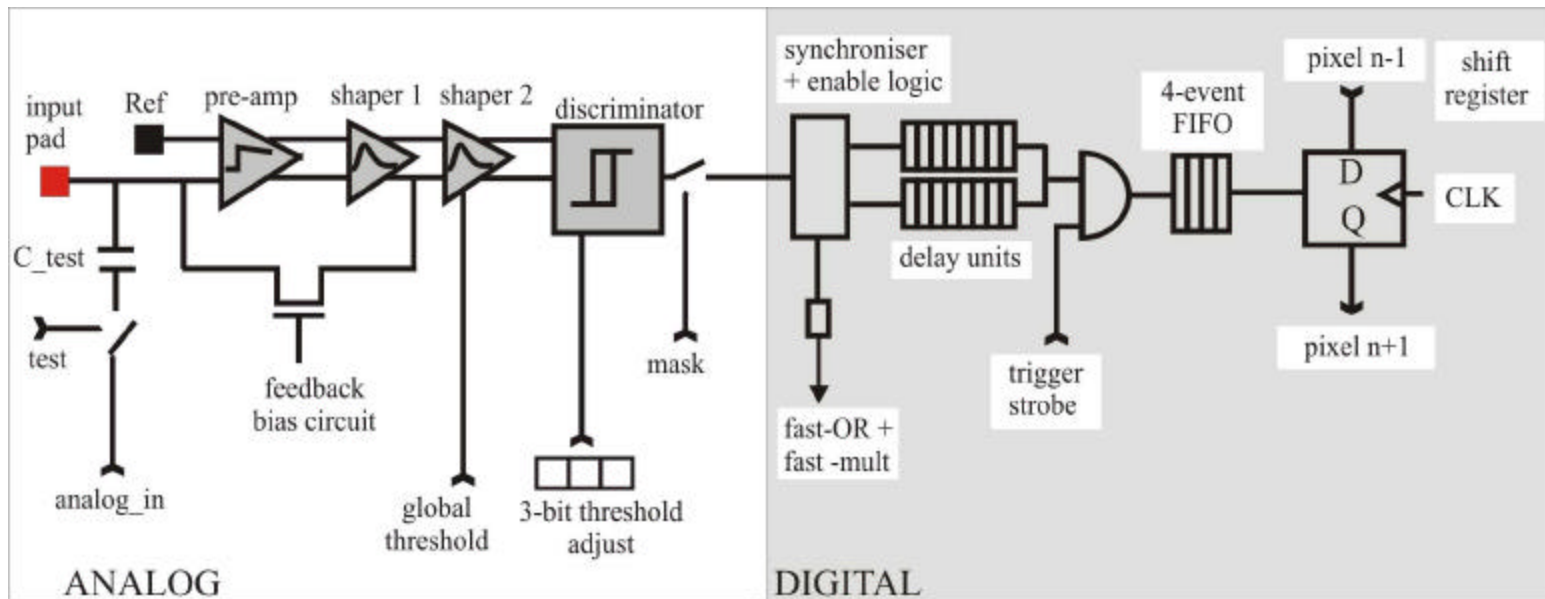 input
pad
Ref
pre-amp
shaper 1
shaper 2
discriminator
C_test
test
analog_in
feedback
bias circuit
global
threshold
3-bit threshold
adjust
mask
ANALOG
synchroniser
+ enable logic
delay units
fast-OR +
fast -mult
trigger
strobe
4-event
FIFO
pixel n-1
shift
register
D
Q
CLK
pixel n+1
DIGITAL